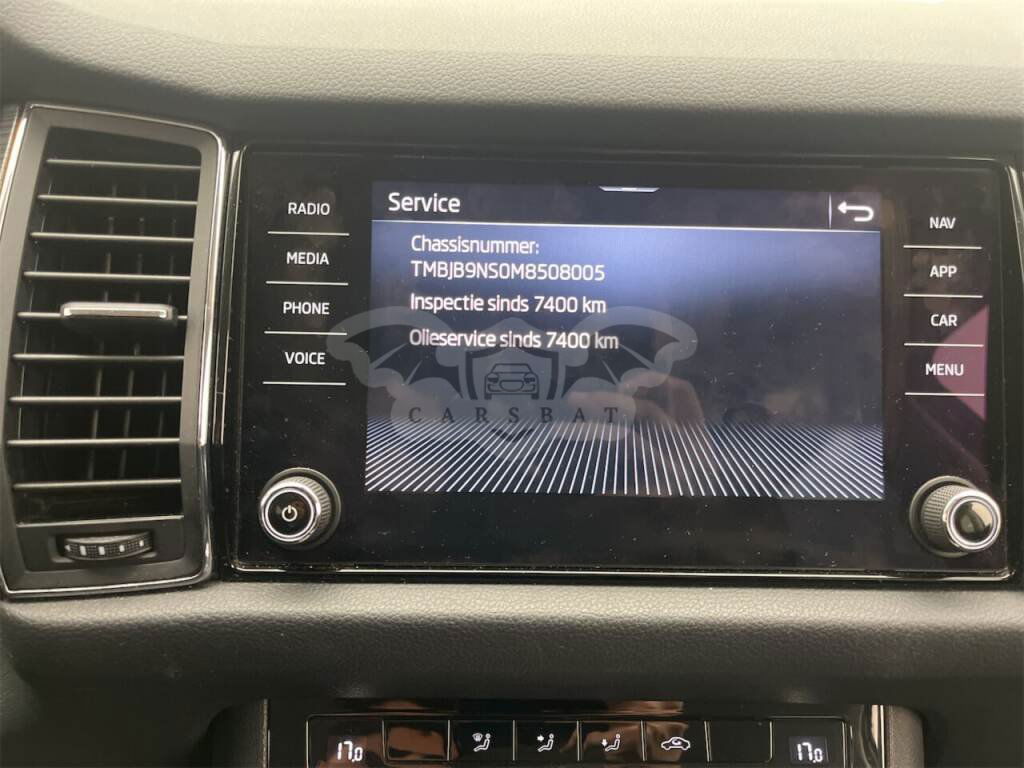 Service
RADIO
MEDIA
PHONE
VOICE
Chassisnummer:
TMBJB9NS0M8508005
Inspectie sinds 7400 km
Olieservice sinds 7400 km
CARSBAT
NAV
APP
CAR
MENU
17.0
17.0